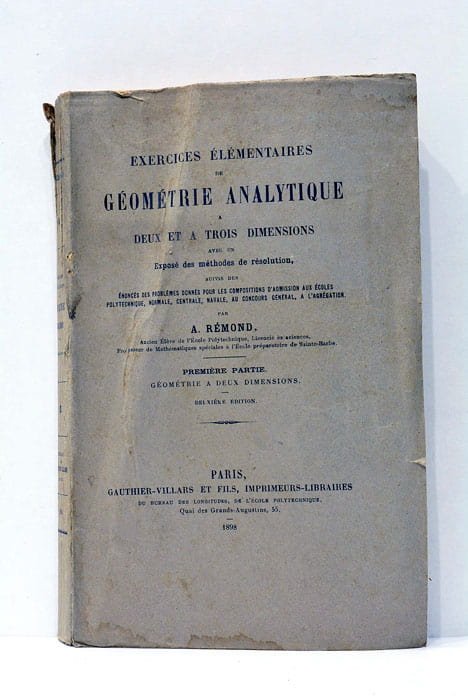 EXERCICES ÉLÉMENTAIRES
DE
GÉOMÉTRIE ANALYTIQUE
A
DEUX ET A TROIS DIMENSIONS
AVEC UN
Exposé des méthodes de résolution,
SUIVIS DES
ÉNONCÉS DES PROBLÈMES DONNÉS POUR LES COMPOSITIONS D'ADMISSION AUX ÉCOLES
POLYTECHNIQUE, NORMALE, CENTRALE, NAVALE, AU CONCOURS GÉNÉRAL, A L'AGRÉGATION.
PAR
A. RÉMOND,
Ancien Élève de l'École Polytechnique, Licencié ès sciences,
Professeur de Mathématiques spéciales à l'École préparatoire de Sainte-Barbe.
PREMIÈRE PARTIE.
GÉOMÉTRIE A DEUX DIMENSIONS.
DEUXIÈME ÉDITION.
PARIS,
GAUTHIER-VILLARS ET FILS, IMPRIMEURS-LIBRAIRES
DU BUREAU DES LONGITUDES, DE L'ÉCOLE POLYTECHNIQUE,
Quai des Grands-Augustins, 55.
1898